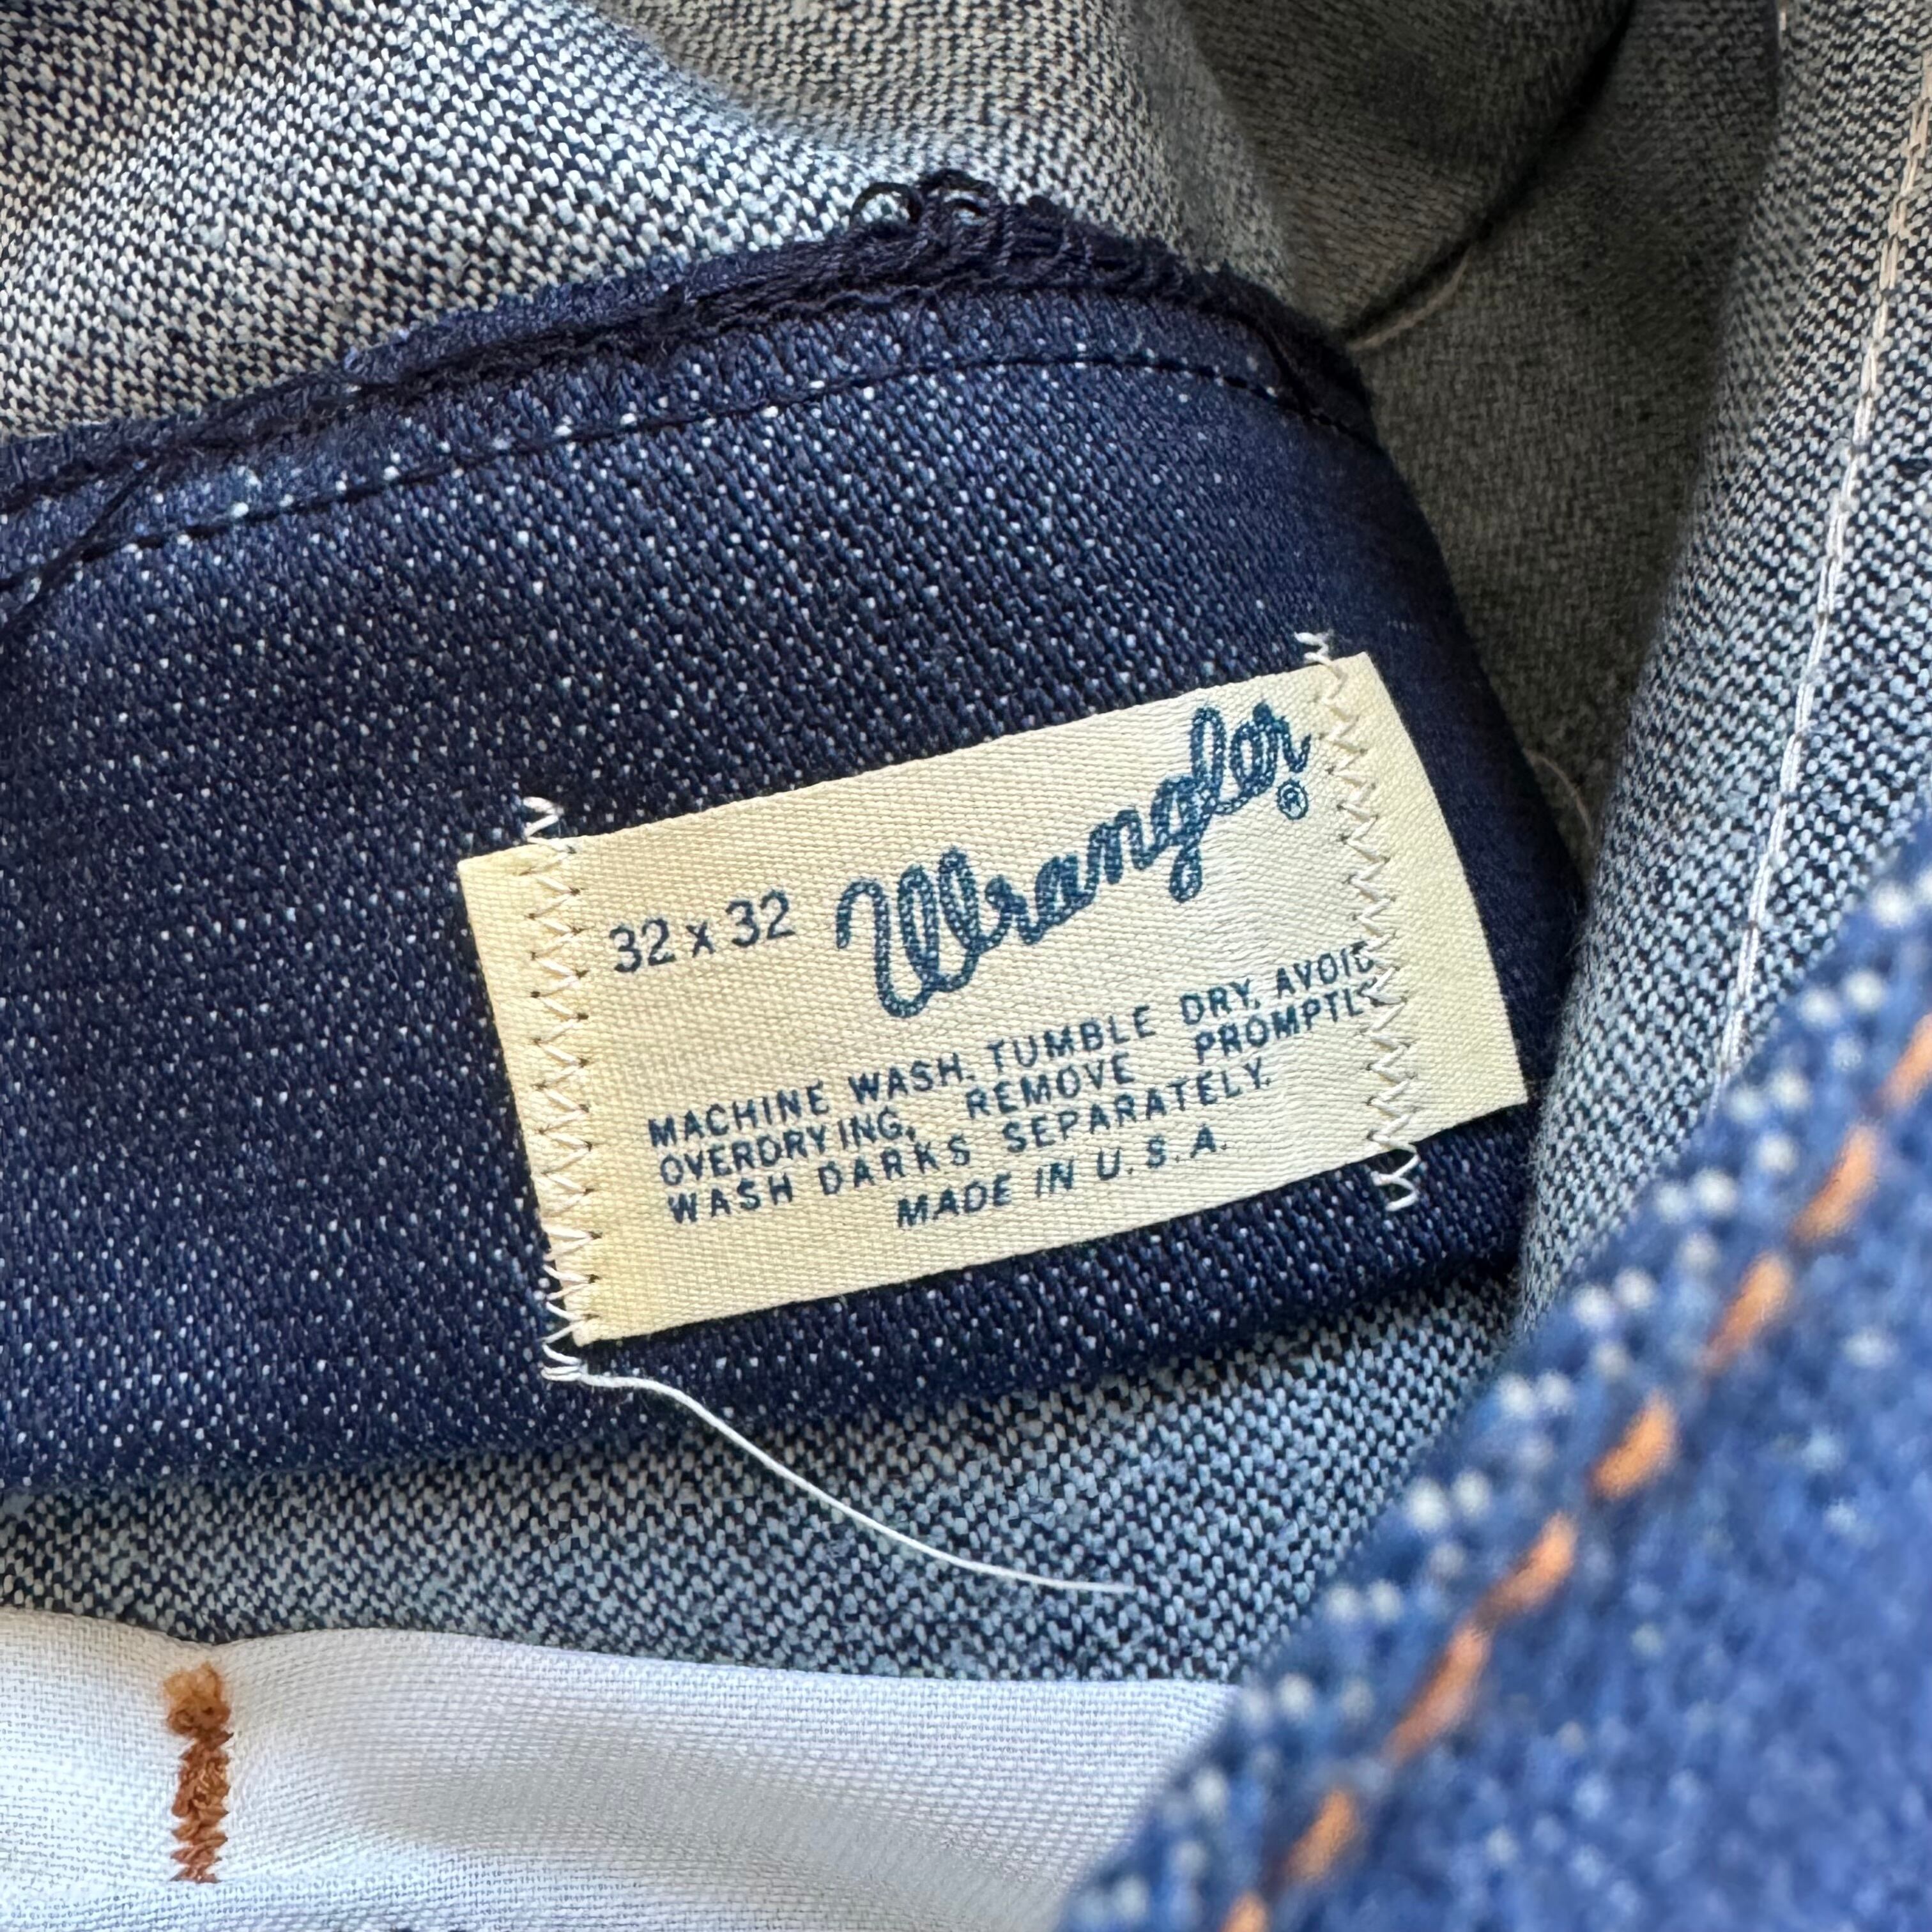 32 x 32 Wrangler ®
MACHINE WASH. TUMBLE DRY, AVOID
OVERDRYING, REMOVE PROMPTLY
WASH DARKS SEPARATELY.
MADE IN U.S.A.